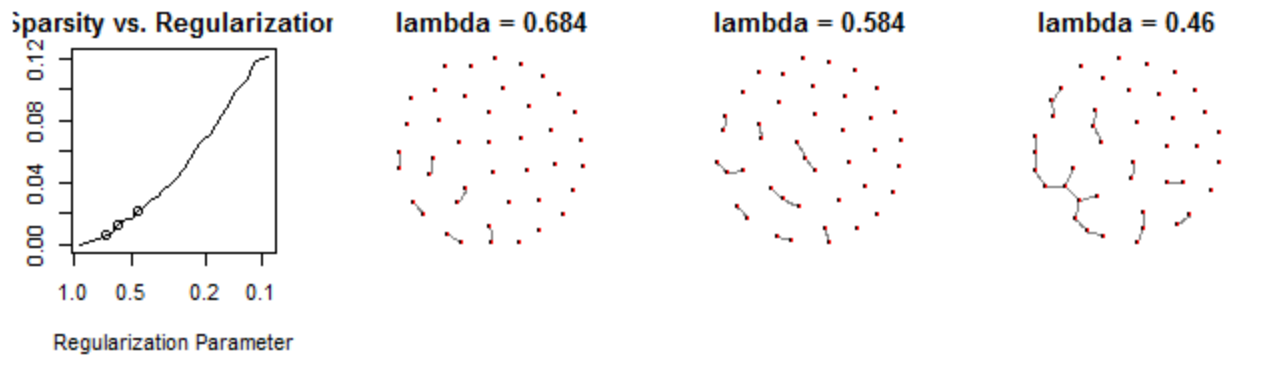 Sparsity vs. Regularization
lambda = 0.684
lambda = 0.584
lambda = 0.46
0.12
0.08
0.04
0.00
1.0 0.5 0.2 0.1
Regularization Parameter